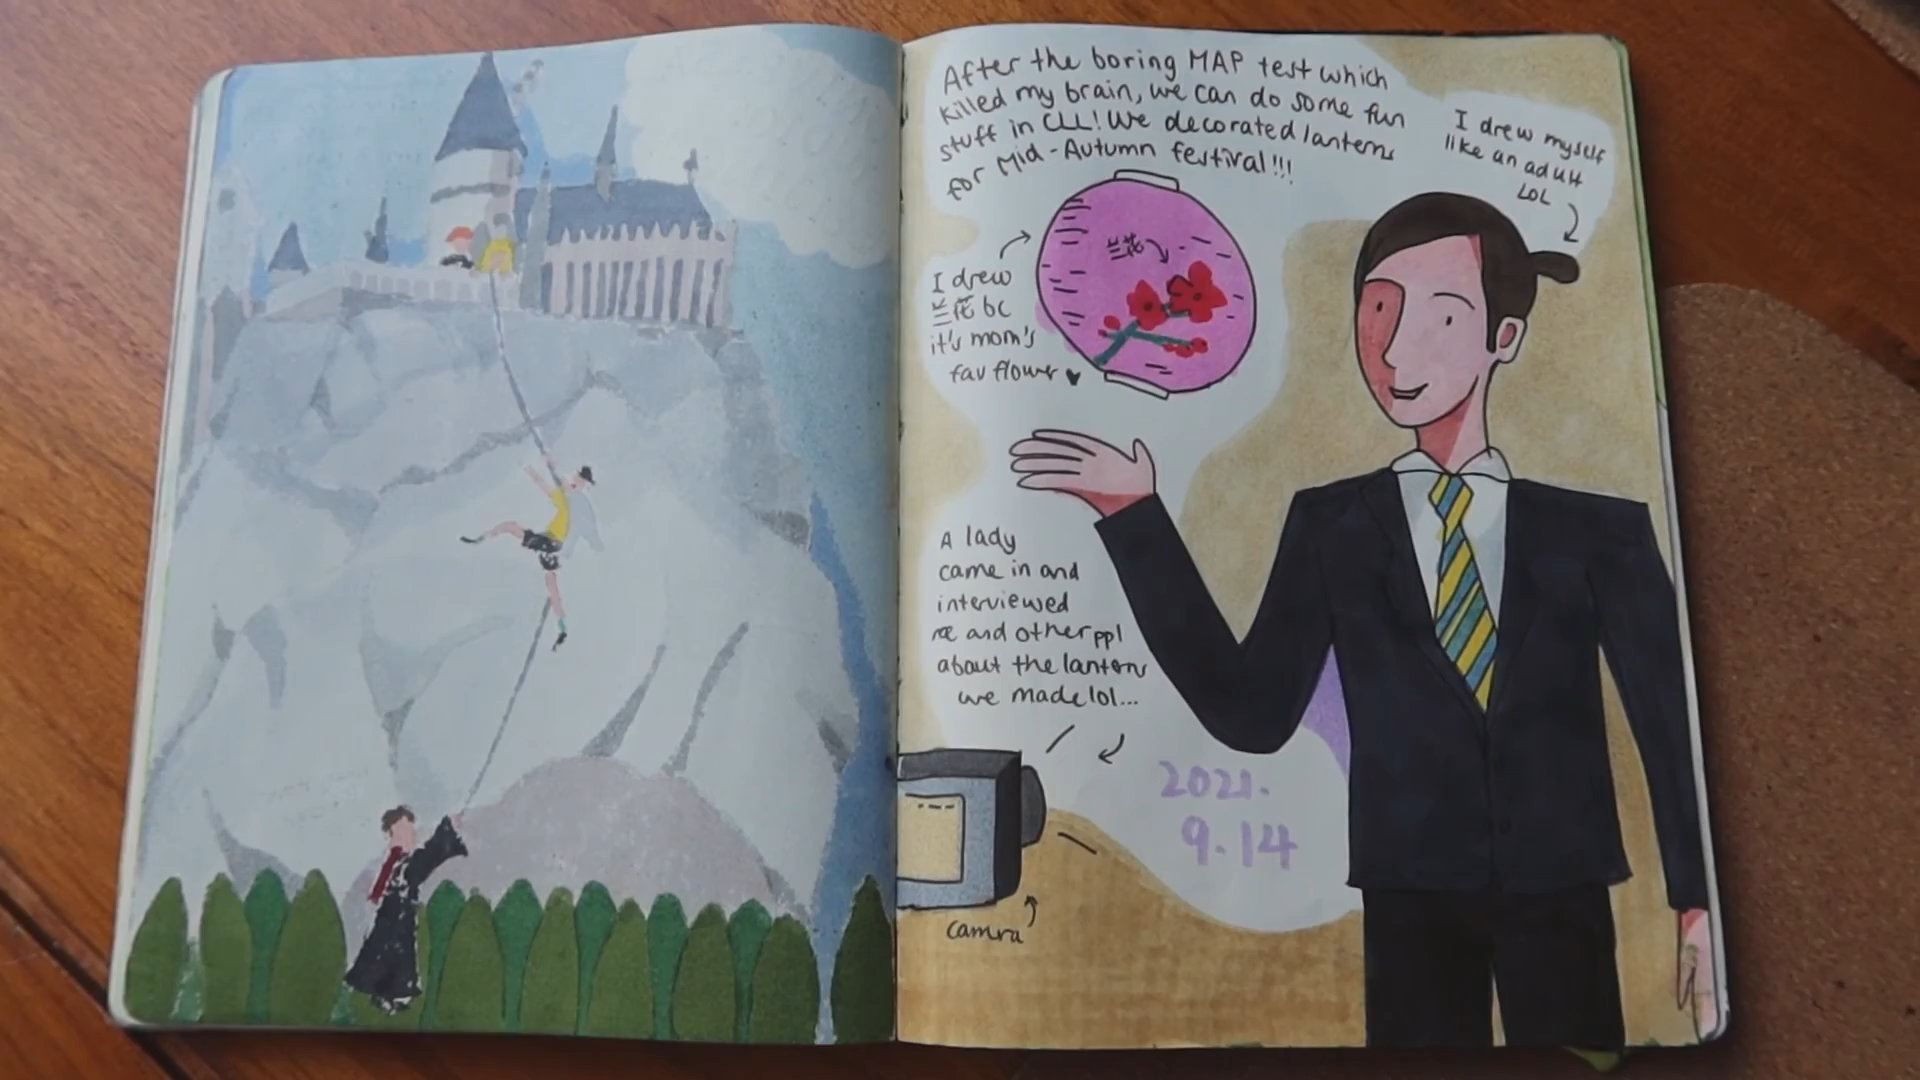 After the boring MAP test which
killed my brain, we can do some fun
stuff in CLL! We decorated lanterns
for Mid-Autumn festival!!!
I drew myself
like an adult
LOL
兰花
I drew
兰花 bc
it's mom's
fav flower
A lady
came in and
interviewed
me and other ppl
about the lantern
we made lol...
2021.
9.14
camra